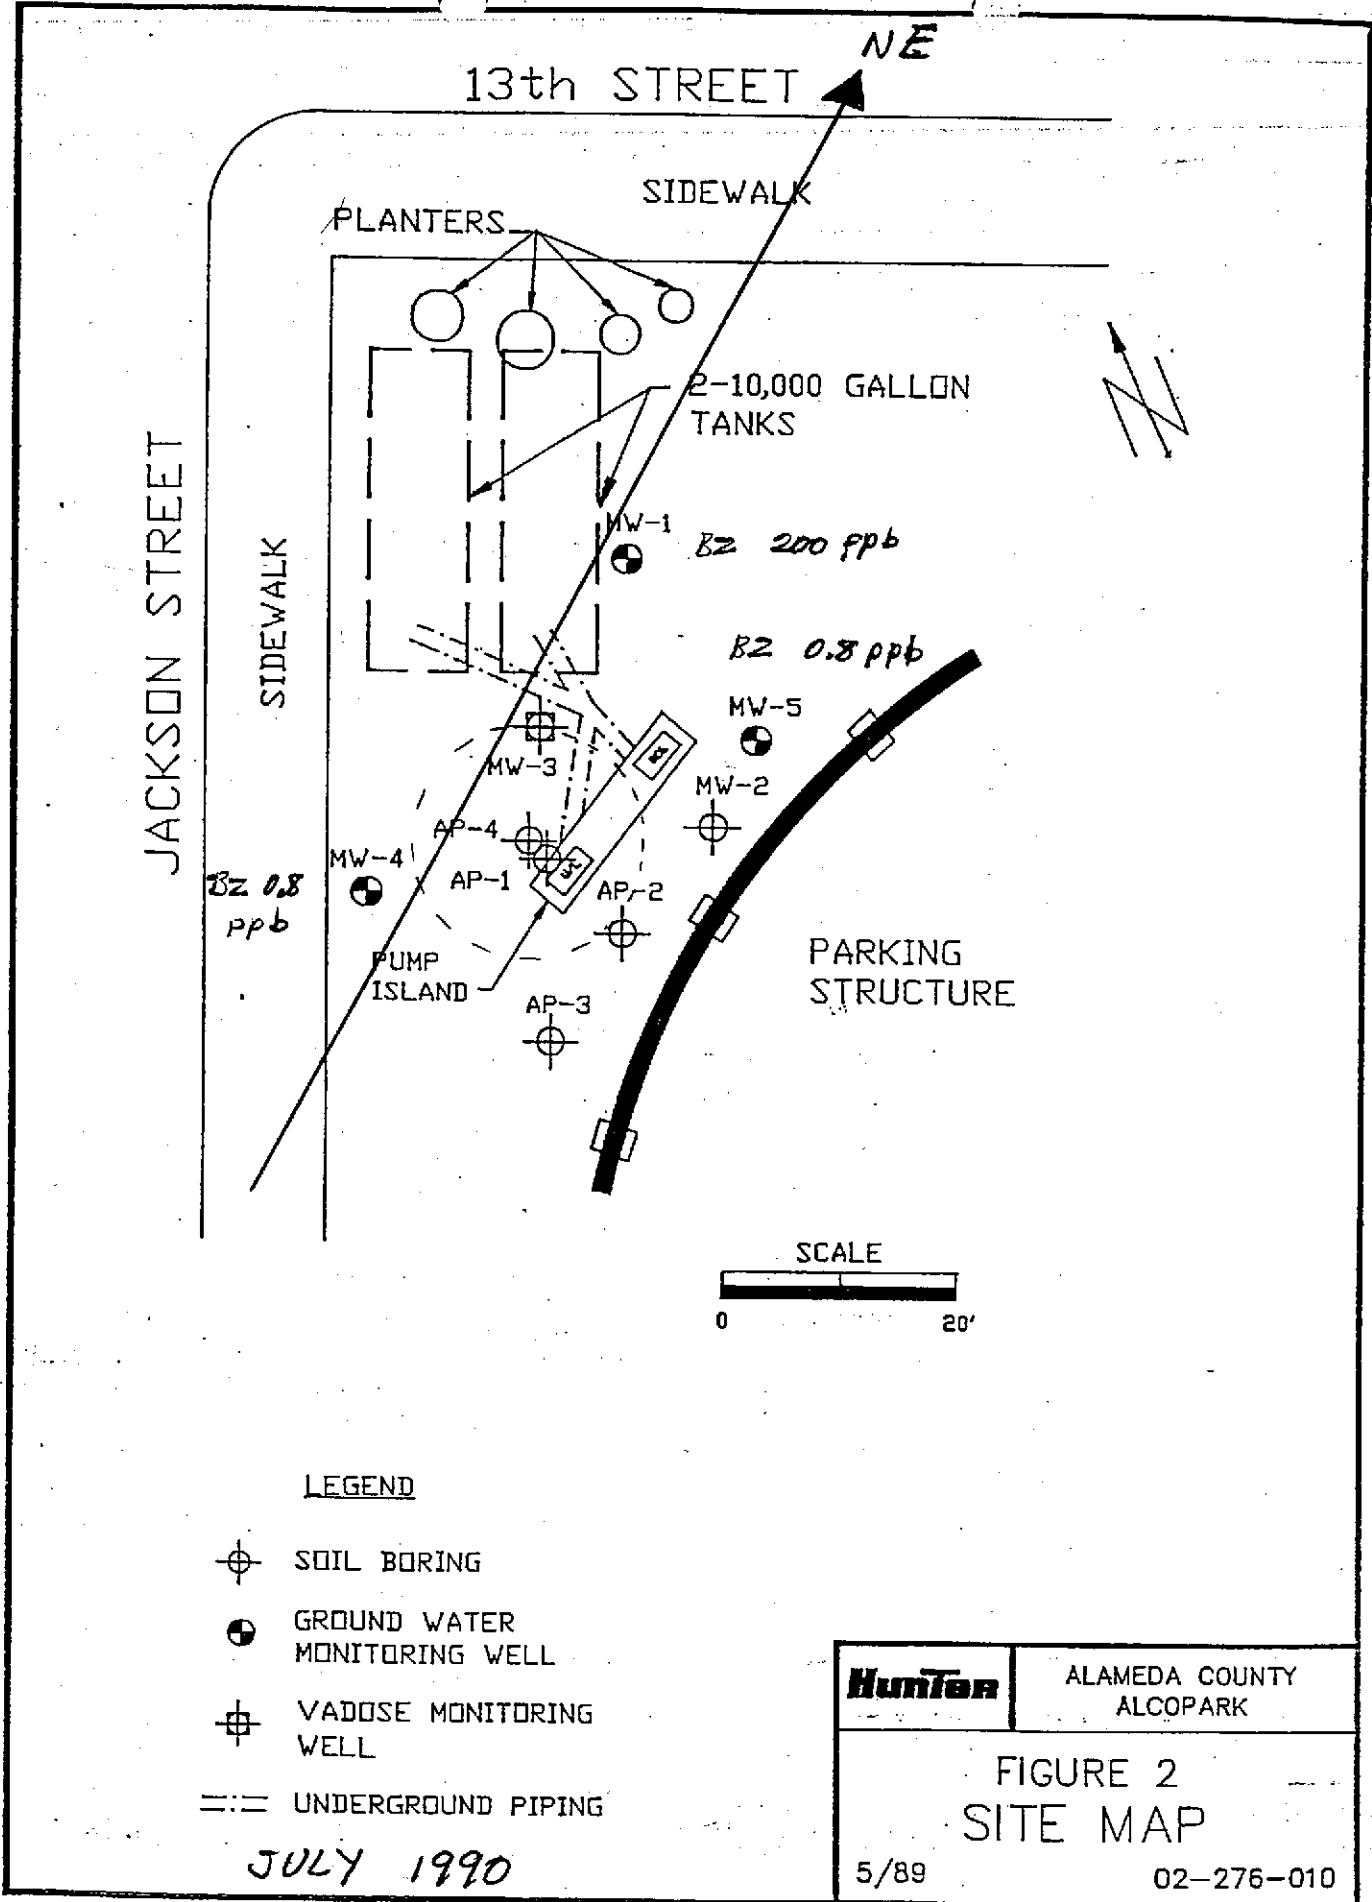 NE
13th STREET
SIDEWALK
PLANTERS
2-10,000 GALLON
TANKS
MW-1
BZ 200 ppb
JACKSON STREET
SIDEWALK
BZ 0.8 ppb
MW-5
MW-3
MW-2
AP-4
MW-4
AP-1
AP-2
BZ 0.8
ppb
PUMP
ISLAND
PARKING
STRUCTURE
AP-3
SCALE
0 20'
LEGEND
SOIL BORING
GROUND WATER
MONITORING WELL
VADOSE MONITORING
WELL
UNDERGROUND PIPING
JULY 1990
HunTer
ALAMEDA COUNTY
ALCOPARK
FIGURE 2
SITE MAP
5/89 02-276-010